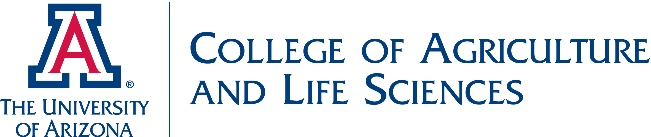 A®
THE UNIVERSITY
OF ARIZONA
COLLEGE OF AGRICULTURE
AND LIFE SCIENCES